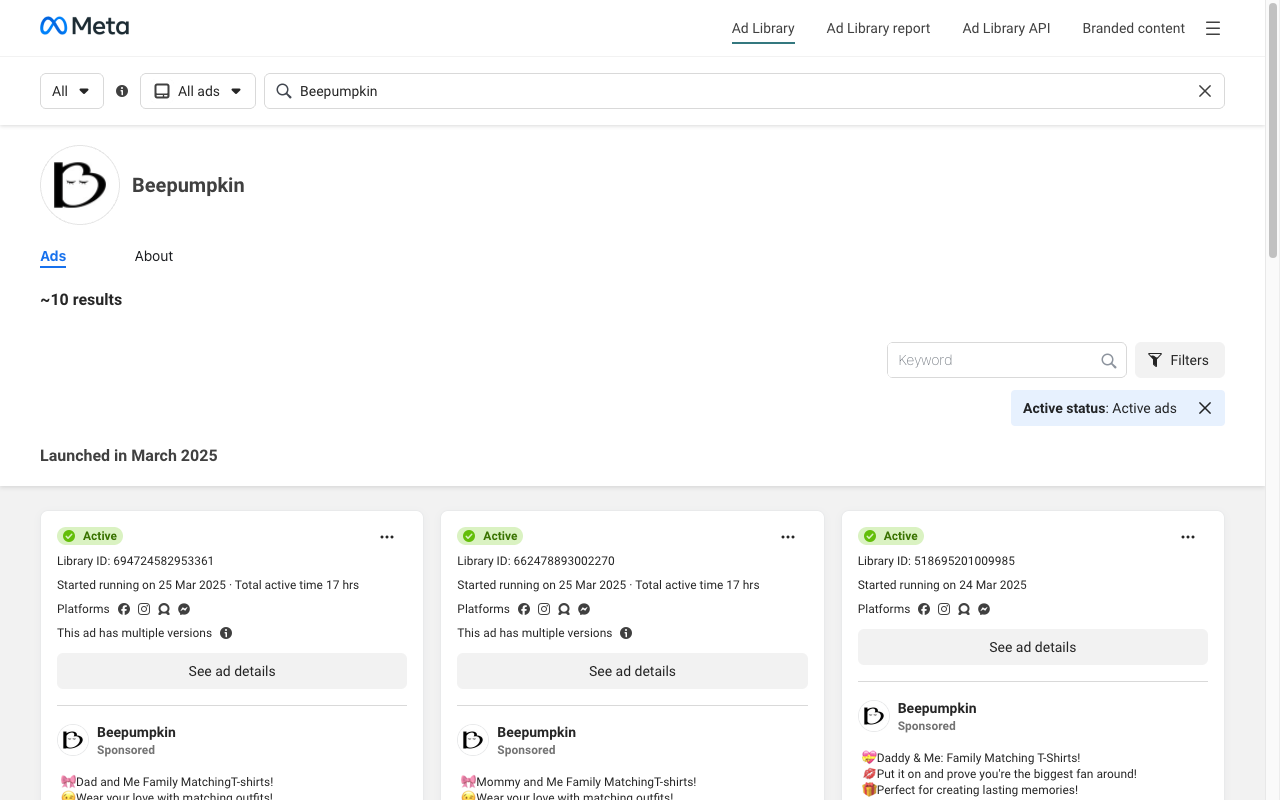 Meta
Ad Library
Ad Library report
Ad Library API
Branded content
All
All ads
Beepumpkin
Beepumpkin
Ads
About
~10 results
Keyword
Filters
Active status: Active ads
Launched in March 2025
Active
Library ID: 694724582953361
Started running on 25 Mar 2025 · Total active time 17 hrs
Platforms
This ad has multiple versions
See ad details
Beepumpkin
Sponsored
🎀Dad and Me Family MatchingT-shirts!
😘Wear your love with matching outfits!
Active
Library ID: 662478893002270
Started running on 25 Mar 2025 · Total active time 17 hrs
Platforms
This ad has multiple versions
See ad details
Beepumpkin
Sponsored
🎀Mommy and Me Family MatchingT-shirts!
😘Wear your love with matching outfits!
Active
Library ID: 518695201009985
Started running on 24 Mar 2025
Platforms
See ad details
Beepumpkin
Sponsored
💝Daddy & Me: Family Matching T-Shirts!
💋Put it on and prove you're the biggest fan around!
🎁Perfect for creating lasting memories!